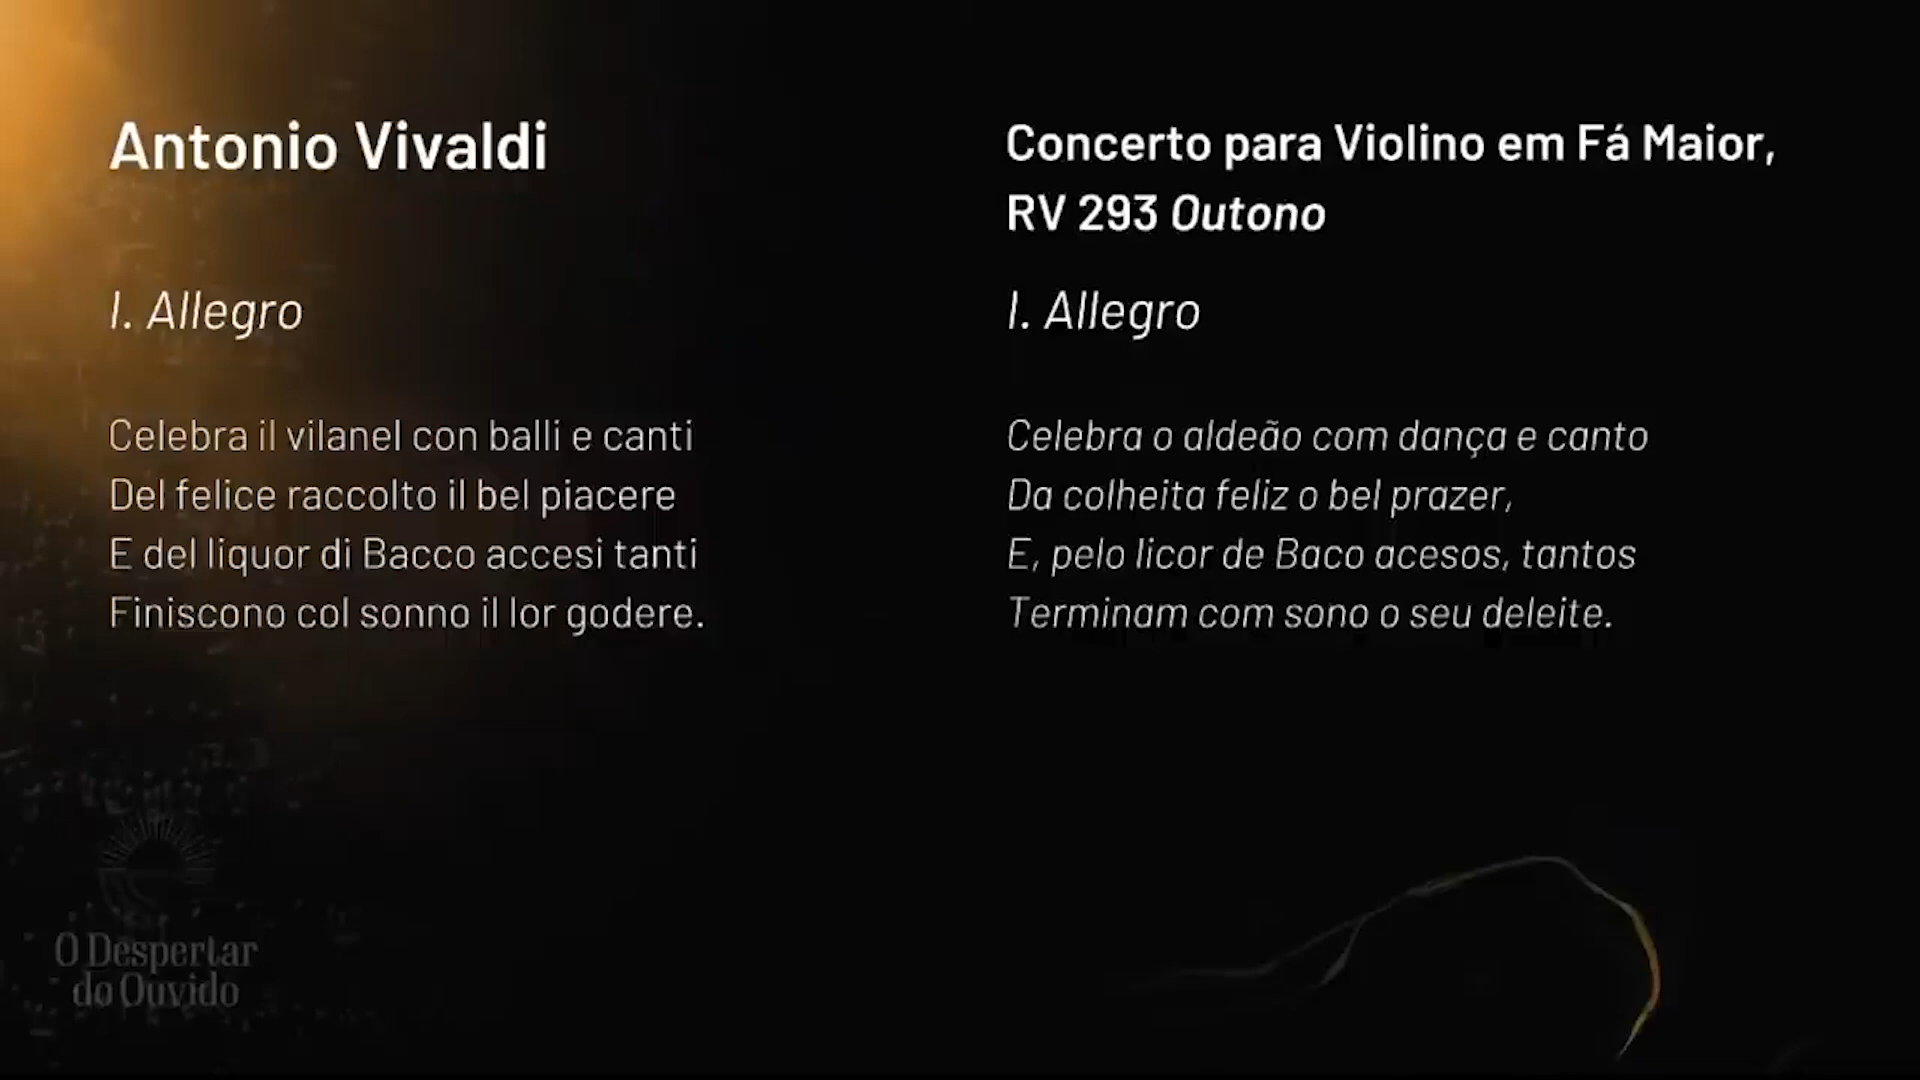 Antonio Vivaldi
I. Allegro
Celebra il vilanel con balli e canti
Del felice raccolto il bel piacere
E del liquor di Bacco accesi tanti
Finiscono col sonno il lor godere.
Concerto para Violino em Fá Maior,
RV 293 Outono
I. Allegro
Celebra o aldeão com dança e canto
Da colheita feliz o bel prazer,
E, pelo licor de Baco acesos, tantos
Terminam com sono o seu deleite.
O Despertar
do Ouvido